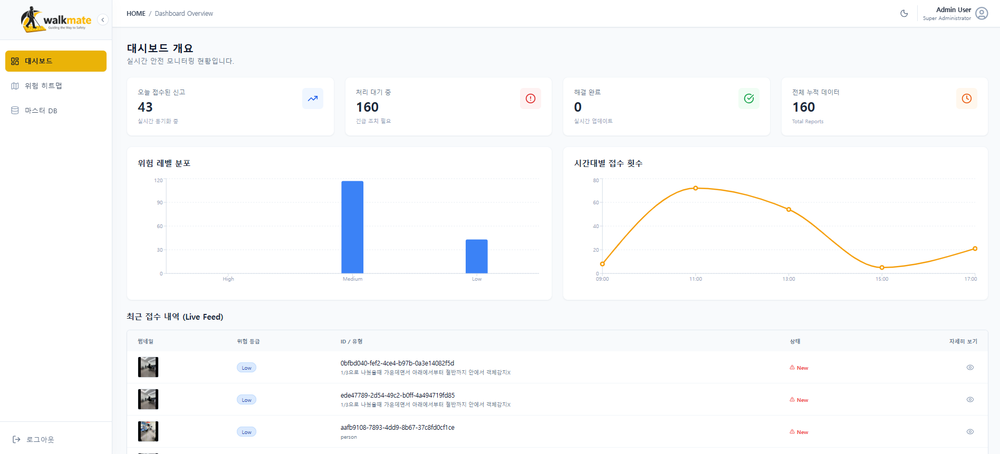 walkmate
Guiding the Way to Safety
HOME / Dashboard Overview
Admin User
Super Administrator
대시보드
위험 히트맵
마스터 DB
로그아웃
대시보드 개요
실시간 안전 모니터링 현황입니다.
오늘 접수된 신고
43
실시간 동기화 중
처리 대기 중
160
긴급 조치 필요
해결 완료
0
실시간 업데이트
전체 누적 데이터
160
Total Reports
위험 레벨 분포
120
90
60
30
0
High Medium Low
시간대별 접수 횟수
80
60
40
20
0
09:00 11:00 13:00 15:00 17:00
최근 접수 내역 (Live Feed)
썸네일 위험 등급 ID / 유형 상태 자세히 보기
Low 0bfbd040-fef2-4ce4-b97b-0a3e14082f5d New
1/3으로 나눴을때 가운데면서 아래에서부터 절반까지 안에서 객체감지X
Low ede47789-2d54-49c2-b0ff-4a494719fd85 New
1/3으로 나눴을때 가운데면서 아래에서부터 절반까지 안에서 객체감지X
Low aafb9108-7893-4dd9-8b67-37c8fd0cf1ce New
person